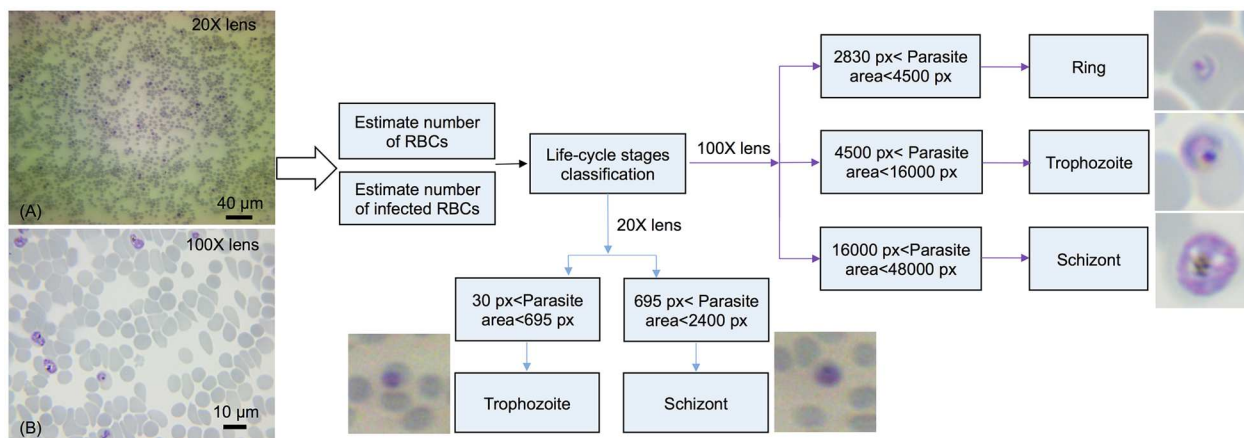 20X lens
40 µm
(A)
100X lens
10 µm
(B)
Estimate number
of RBCs
Estimate number
of infected RBCs
Life-cycle stages
classification
100X lens
20X lens
2830 px< Parasite
area<4500 px
Ring
4500 px< Parasite
area<16000 px
Trophozoite
16000 px<Parasite
area<48000 px
Schizont
30 px<Parasite
area<695 px
695 px< Parasite
area<2400 px
Trophozoite
Schizont